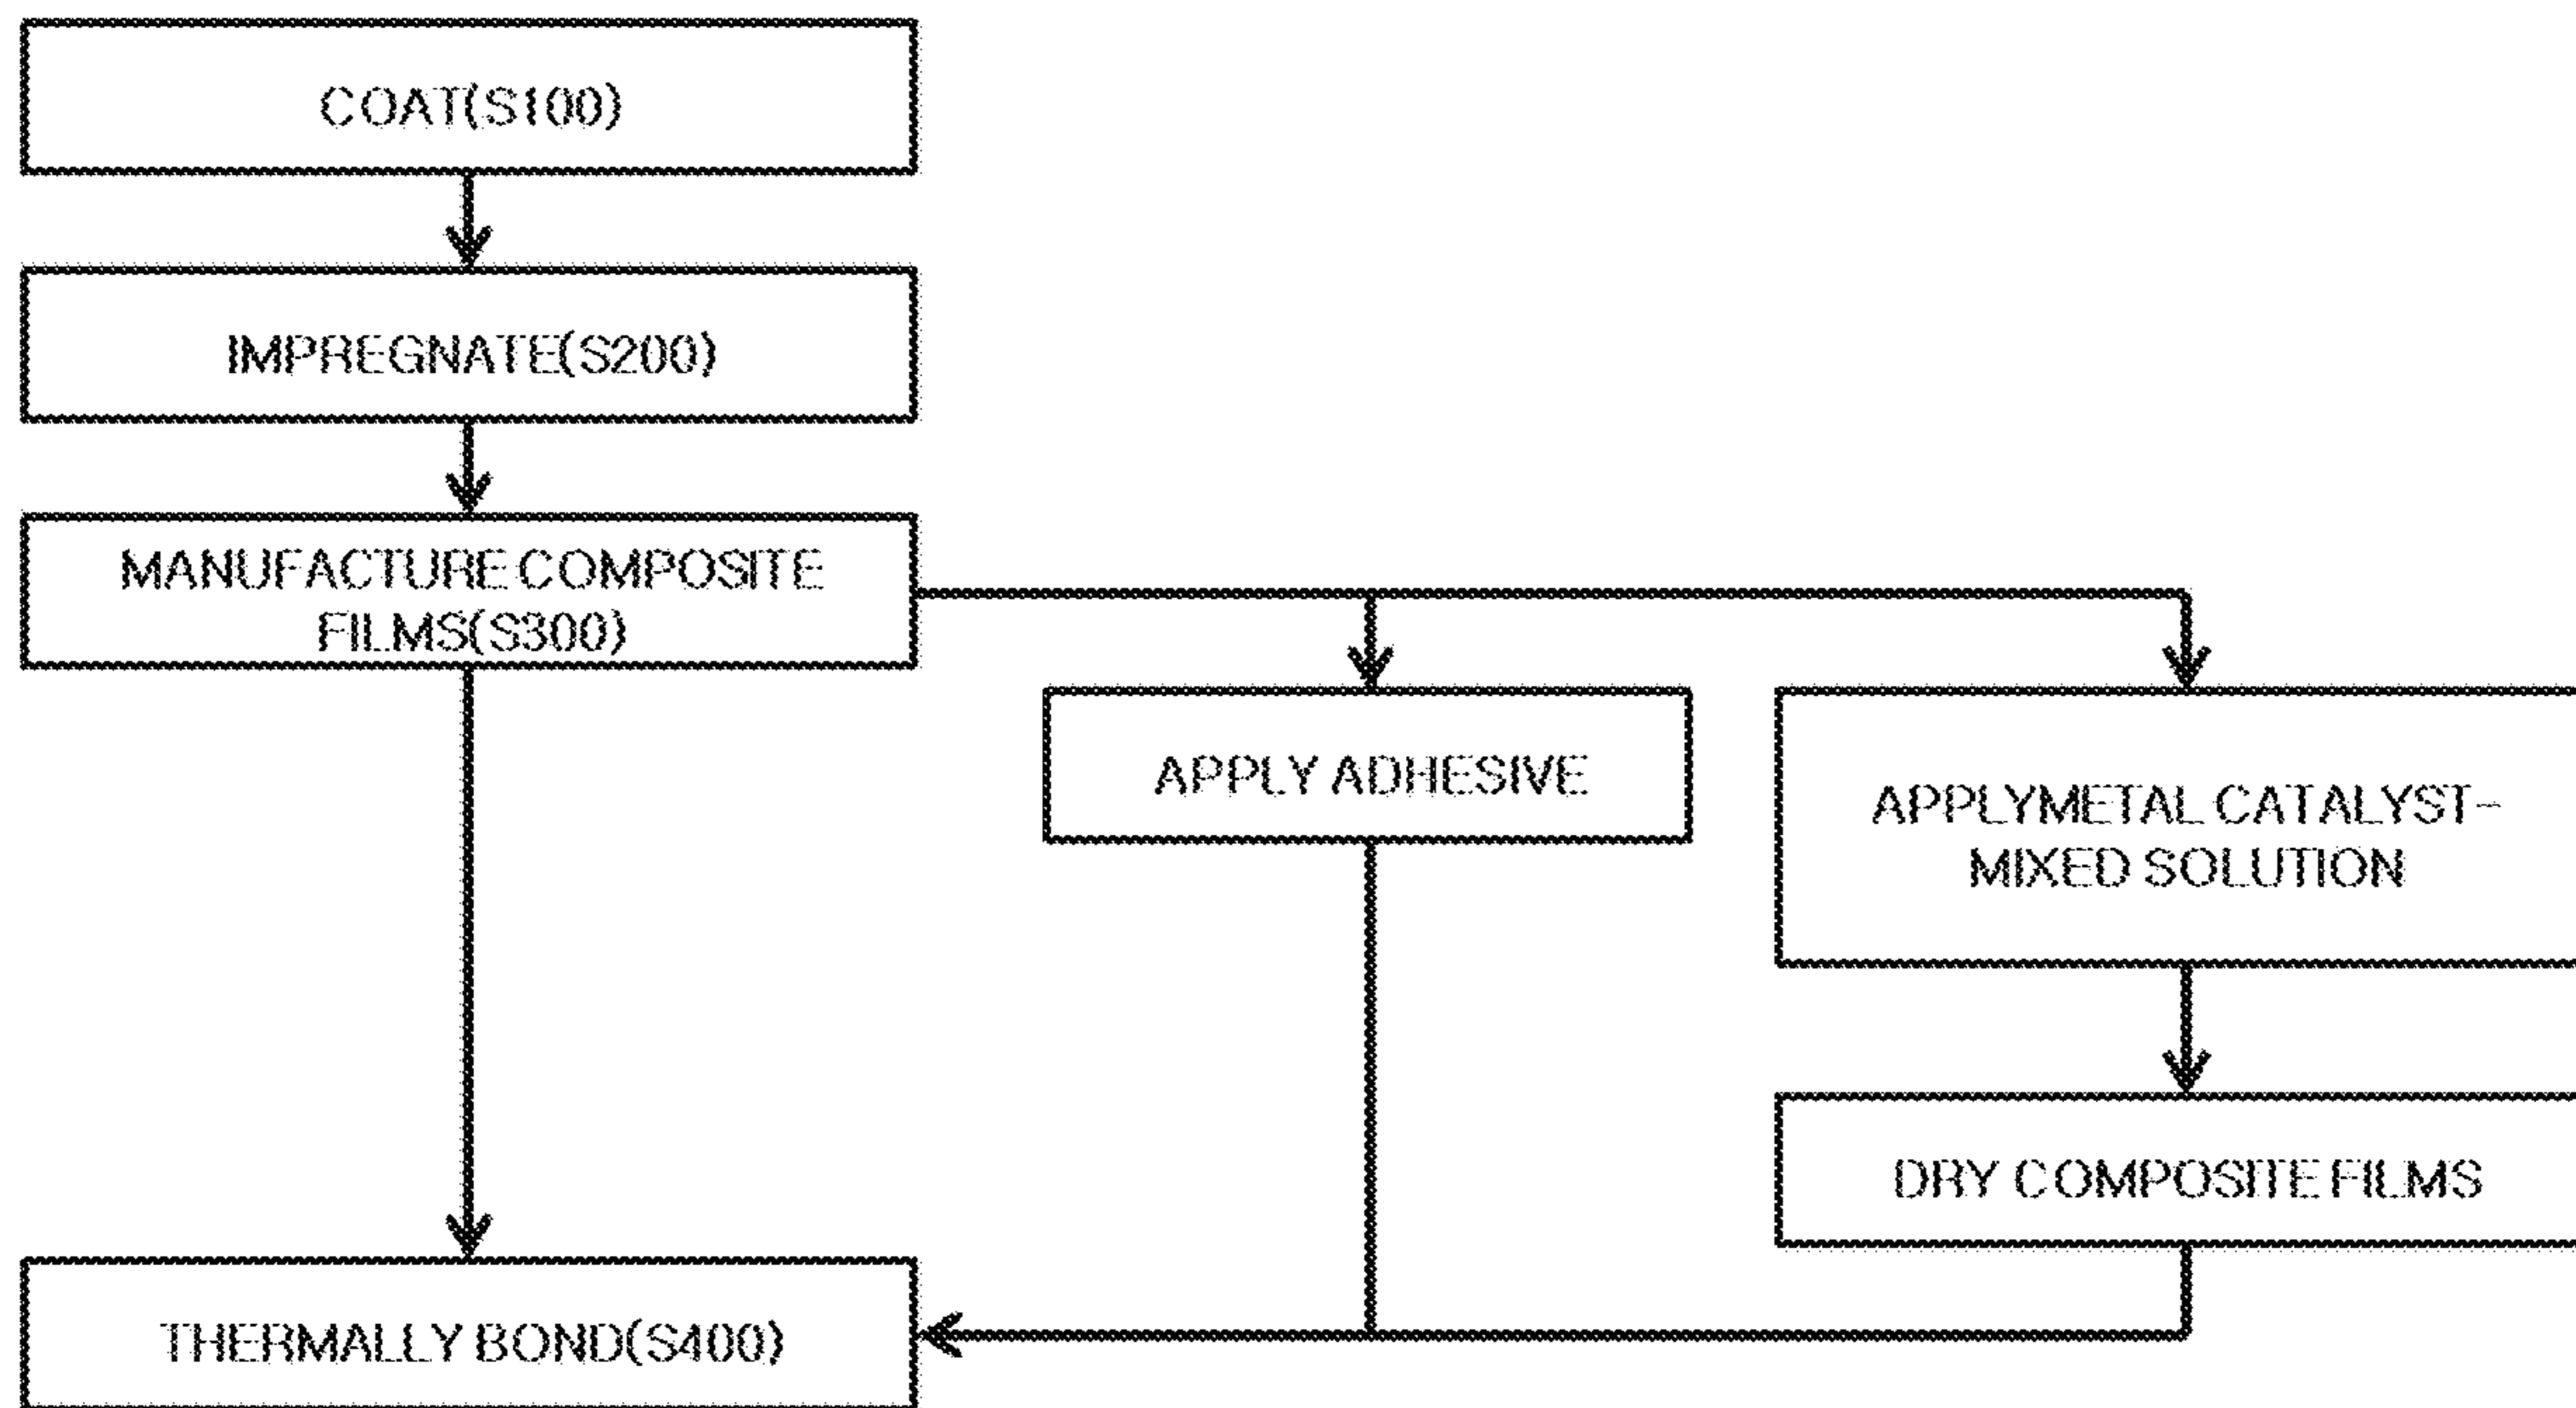 COAT(S100)
IMPREGNATE(S200)
MANUFACTURE COMPOSITE
FILMS(S300)
APPLY ADHESIVE
APPLYMETAL CATALYST-
MIXED SOLUTION
DRY COMPOSITE FILMS
THERMALLY BOND(S400)